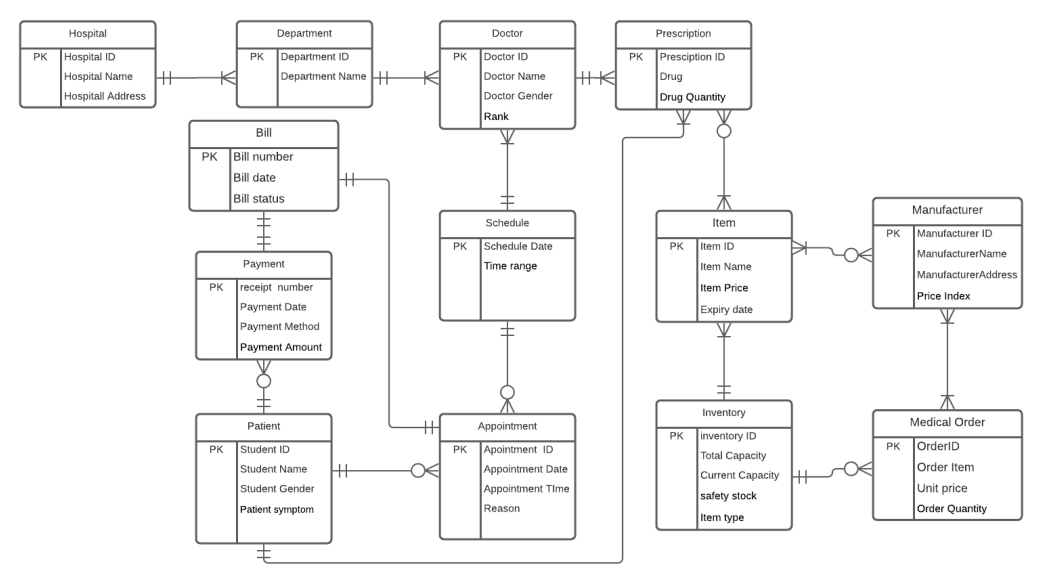 Hospital
PK Hospital ID
Hospital Name
Hospitall Address
Department
PK Department ID
Department Name
Doctor
PK Doctor ID
Doctor Name
Doctor Gender
Rank
Prescription
PK Presciption ID
Drug
Drug Quantity
Bill
PK Bill number
Bill date
Bill status
Payment
PK receipt number
Payment Date
Payment Method
Payment Amount
Schedule
PK Schedule Date
Time range
Item
PK Item ID
Item Name
Item Price
Expiry date
Manufacturer
PK Manufacturer ID
ManufacturerName
ManufacturerAddress
Price Index
Patient
PK Student ID
Student Name
Student Gender
Patient symptom
Appointment
PK Apointment ID
Appointment Date
Appointment TIme
Reason
Inventory
PK inventory ID
Total Capacity
Current Capacity
safety stock
Item type
Medical Order
PK OrderID
Order Item
Unit price
Order Quantity